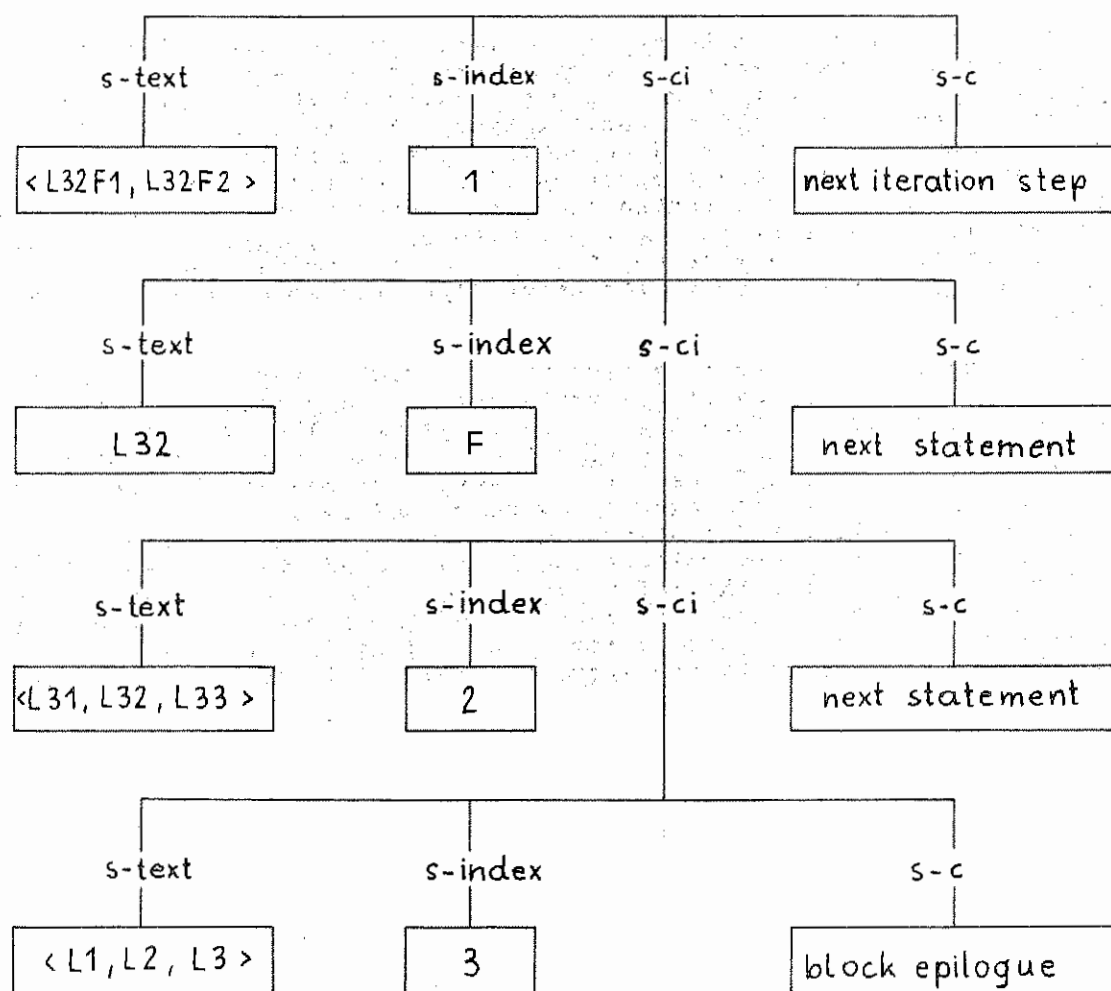 s-text s-index s-ci s-c
<L32F1, L32F2> 1 next iteration step
s-text s-index s-ci s-c
L32 F next statement
s-text s-index s-ci s-c
<L31, L32, L33> 2 next statement
s-text s-index s-c
<L1, L2, L3> 3 block epilogue